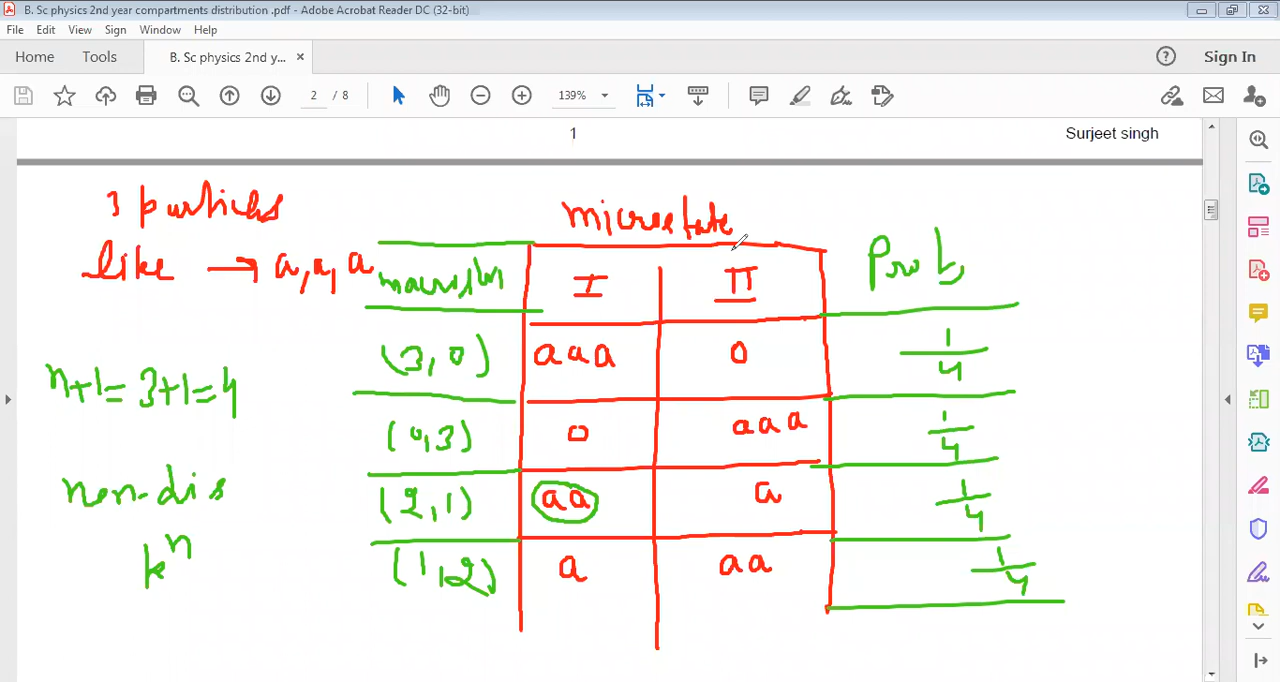 B. Sc physics 2nd year compartments distribution .pdf - Adobe Acrobat Reader DC (32-bit)
File Edit View Sign Window Help
Home Tools B. Sc physics 2nd y... × Sign In
2 / 8 139%
1 Surjeet singh
3 particles
microstate
like → a, a, a
Prob
I II
(3, 0) aaa 0 1/4
n+1 = 3+1 = 4
(0,3) 0 aaa 1/4
non-dis
(2,1) aa a 1/4
k^n
(1,2) a aa 1/4